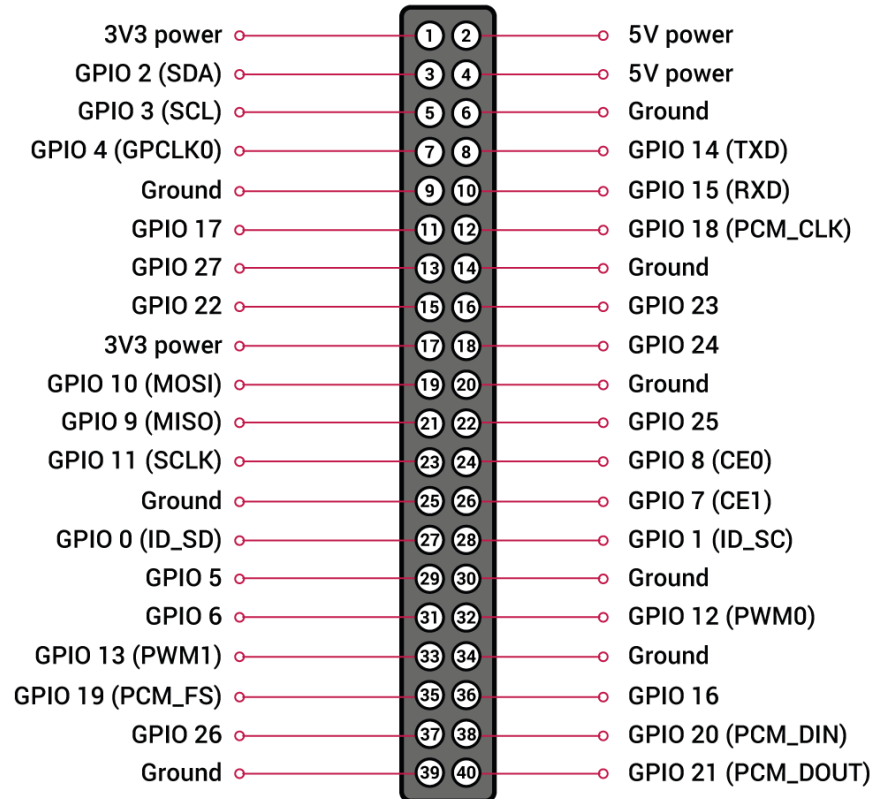 3V3 power 1 2 5V power
GPIO 2 (SDA) 3 4 5V power
GPIO 3 (SCL) 5 6 Ground
GPIO 4 (GPCLK0) 7 8 GPIO 14 (TXD)
Ground 9 10 GPIO 15 (RXD)
GPIO 17 11 12 GPIO 18 (PCM_CLK)
GPIO 27 13 14 Ground
GPIO 22 15 16 GPIO 23
3V3 power 17 18 GPIO 24
GPIO 10 (MOSI) 19 20 Ground
GPIO 9 (MISO) 21 22 GPIO 25
GPIO 11 (SCLK) 23 24 GPIO 8 (CE0)
Ground 25 26 GPIO 7 (CE1)
GPIO 0 (ID_SD) 27 28 GPIO 1 (ID_SC)
GPIO 5 29 30 Ground
GPIO 6 31 32 GPIO 12 (PWM0)
GPIO 13 (PWM1) 33 34 Ground
GPIO 19 (PCM_FS) 35 36 GPIO 16
GPIO 26 37 38 GPIO 20 (PCM_DIN)
Ground 39 40 GPIO 21 (PCM_DOUT)